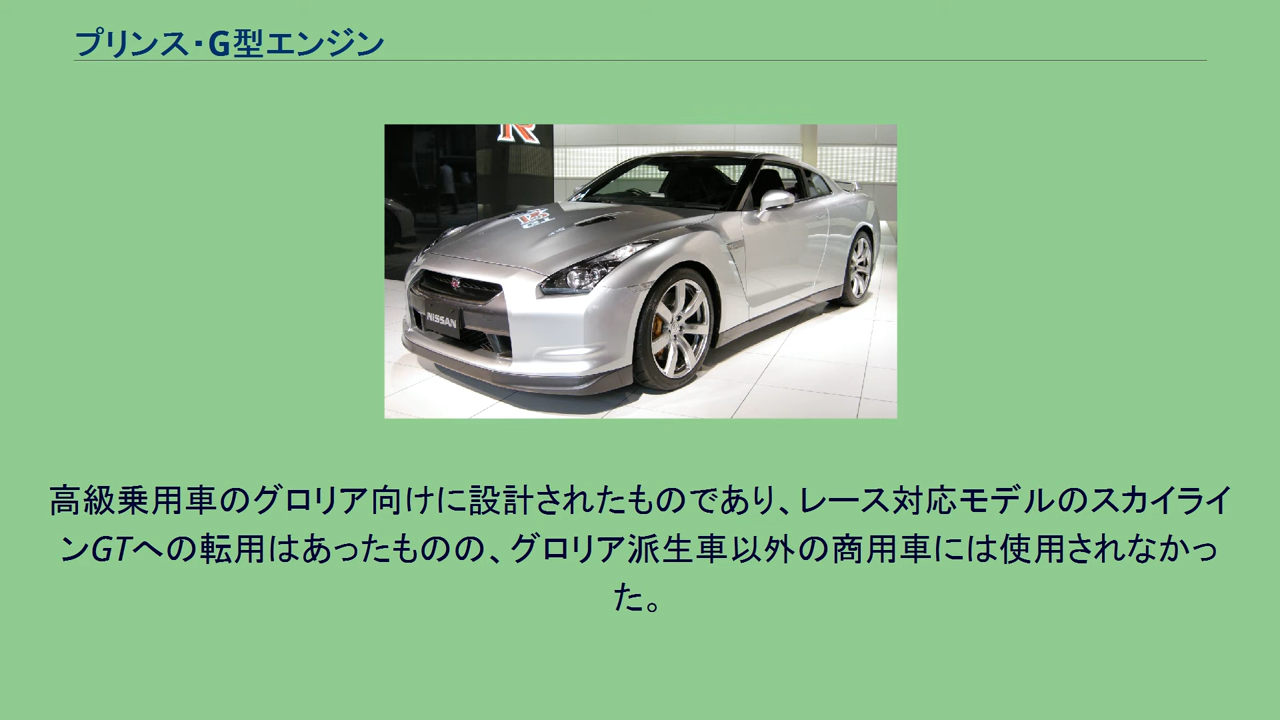 プリンス・G型エンジン
R
NISSAN
高級乗用車のグロリア向けに設計されたものであり、レース対応モデルのスカイライ
ンGTへの転用はあったものの、グロリア派生車以外の商用車には使用されなかっ
た。